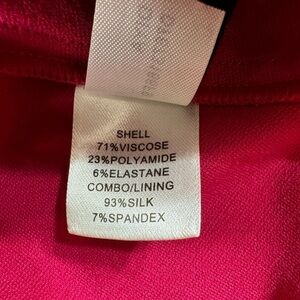 SHELL
71%VISCOSE
23%POLYAMIDE
6%ELASTANE
COMBO/LINING
93%SILK
7%SPANDEX